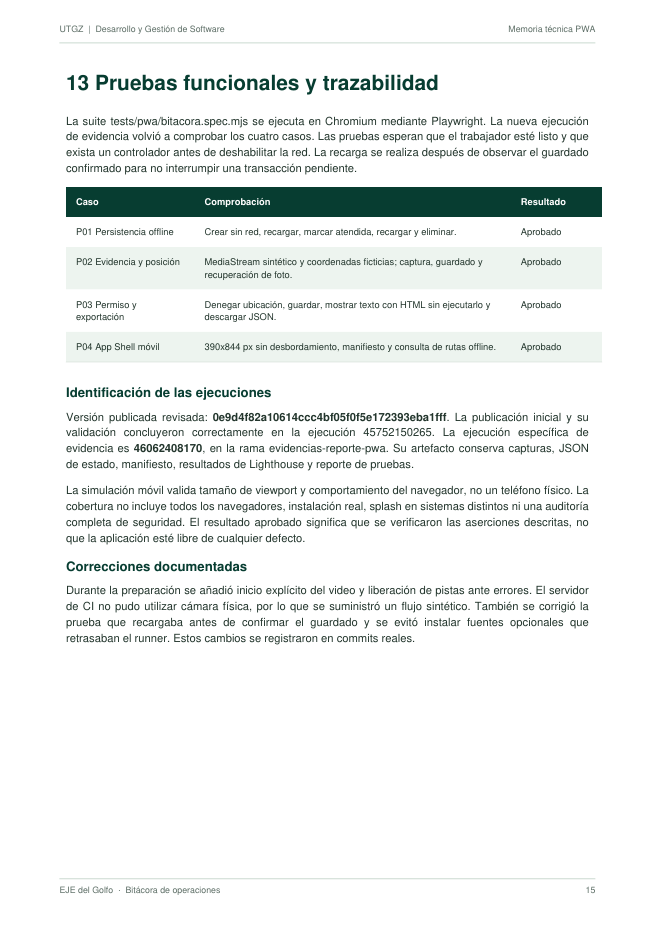 UTGZ | Desarrollo y Gestión de Software
Memoria técnica PWA
13 Pruebas funcionales y trazabilidad
La suite tests/pwa/bitacora.spec.mjs se ejecuta en Chromium mediante Playwright. La nueva ejecución
de evidencia volvió a comprobar los cuatro casos. Las pruebas esperan que el trabajador esté listo y que
exista un controlador antes de deshabilitar la red. La recarga se realiza después de observar el guardado
confirmado para no interrumpir una transacción pendiente.
Caso Comprobación Resultado
P01 Persistencia offline Crear sin red, recargar, marcar atendida, recargar y eliminar. Aprobado
P02 Evidencia y posición MediaStream sintético y coordenadas ficticias; captura, guardado y Aprobado
recuperación de foto.
P03 Permiso y Denegar ubicación, guardar, mostrar texto con HTML sin ejecutarlo y Aprobado
exportación descargar JSON.
P04 App Shell móvil 390x844 px sin desbordamiento, manifiesto y consulta de rutas offline. Aprobado
Identificación de las ejecuciones
Versión publicada revisada: 0e9d4f82a10614ccc4bf05f0f5e172393eba1fff. La publicación inicial y su
validación concluyeron correctamente en la ejecución 45752150265. La ejecución específica de
evidencia es 46062408170, en la rama evidencias-reporte-pwa. Su artefacto conserva capturas, JSON
de estado, manifiesto, resultados de Lighthouse y reporte de pruebas.
La simulación móvil valida tamaño de viewport y comportamiento del navegador, no un teléfono físico. La
cobertura no incluye todos los navegadores, instalación real, splash en sistemas distintos ni una auditoría
completa de seguridad. El resultado aprobado significa que se verificaron las aserciones descritas, no
que la aplicación esté libre de cualquier defecto.
Correcciones documentadas
Durante la preparación se añadió inicio explícito del video y liberación de pistas ante errores. El servidor
de CI no pudo utilizar cámara física, por lo que se suministró un flujo sintético. También se corrigió la
prueba que recargaba antes de confirmar el guardado y se evitó instalar fuentes opcionales que
retrasaban el runner. Estos cambios se registraron en commits reales.
EJE del Golfo · Bitácora de operaciones
15